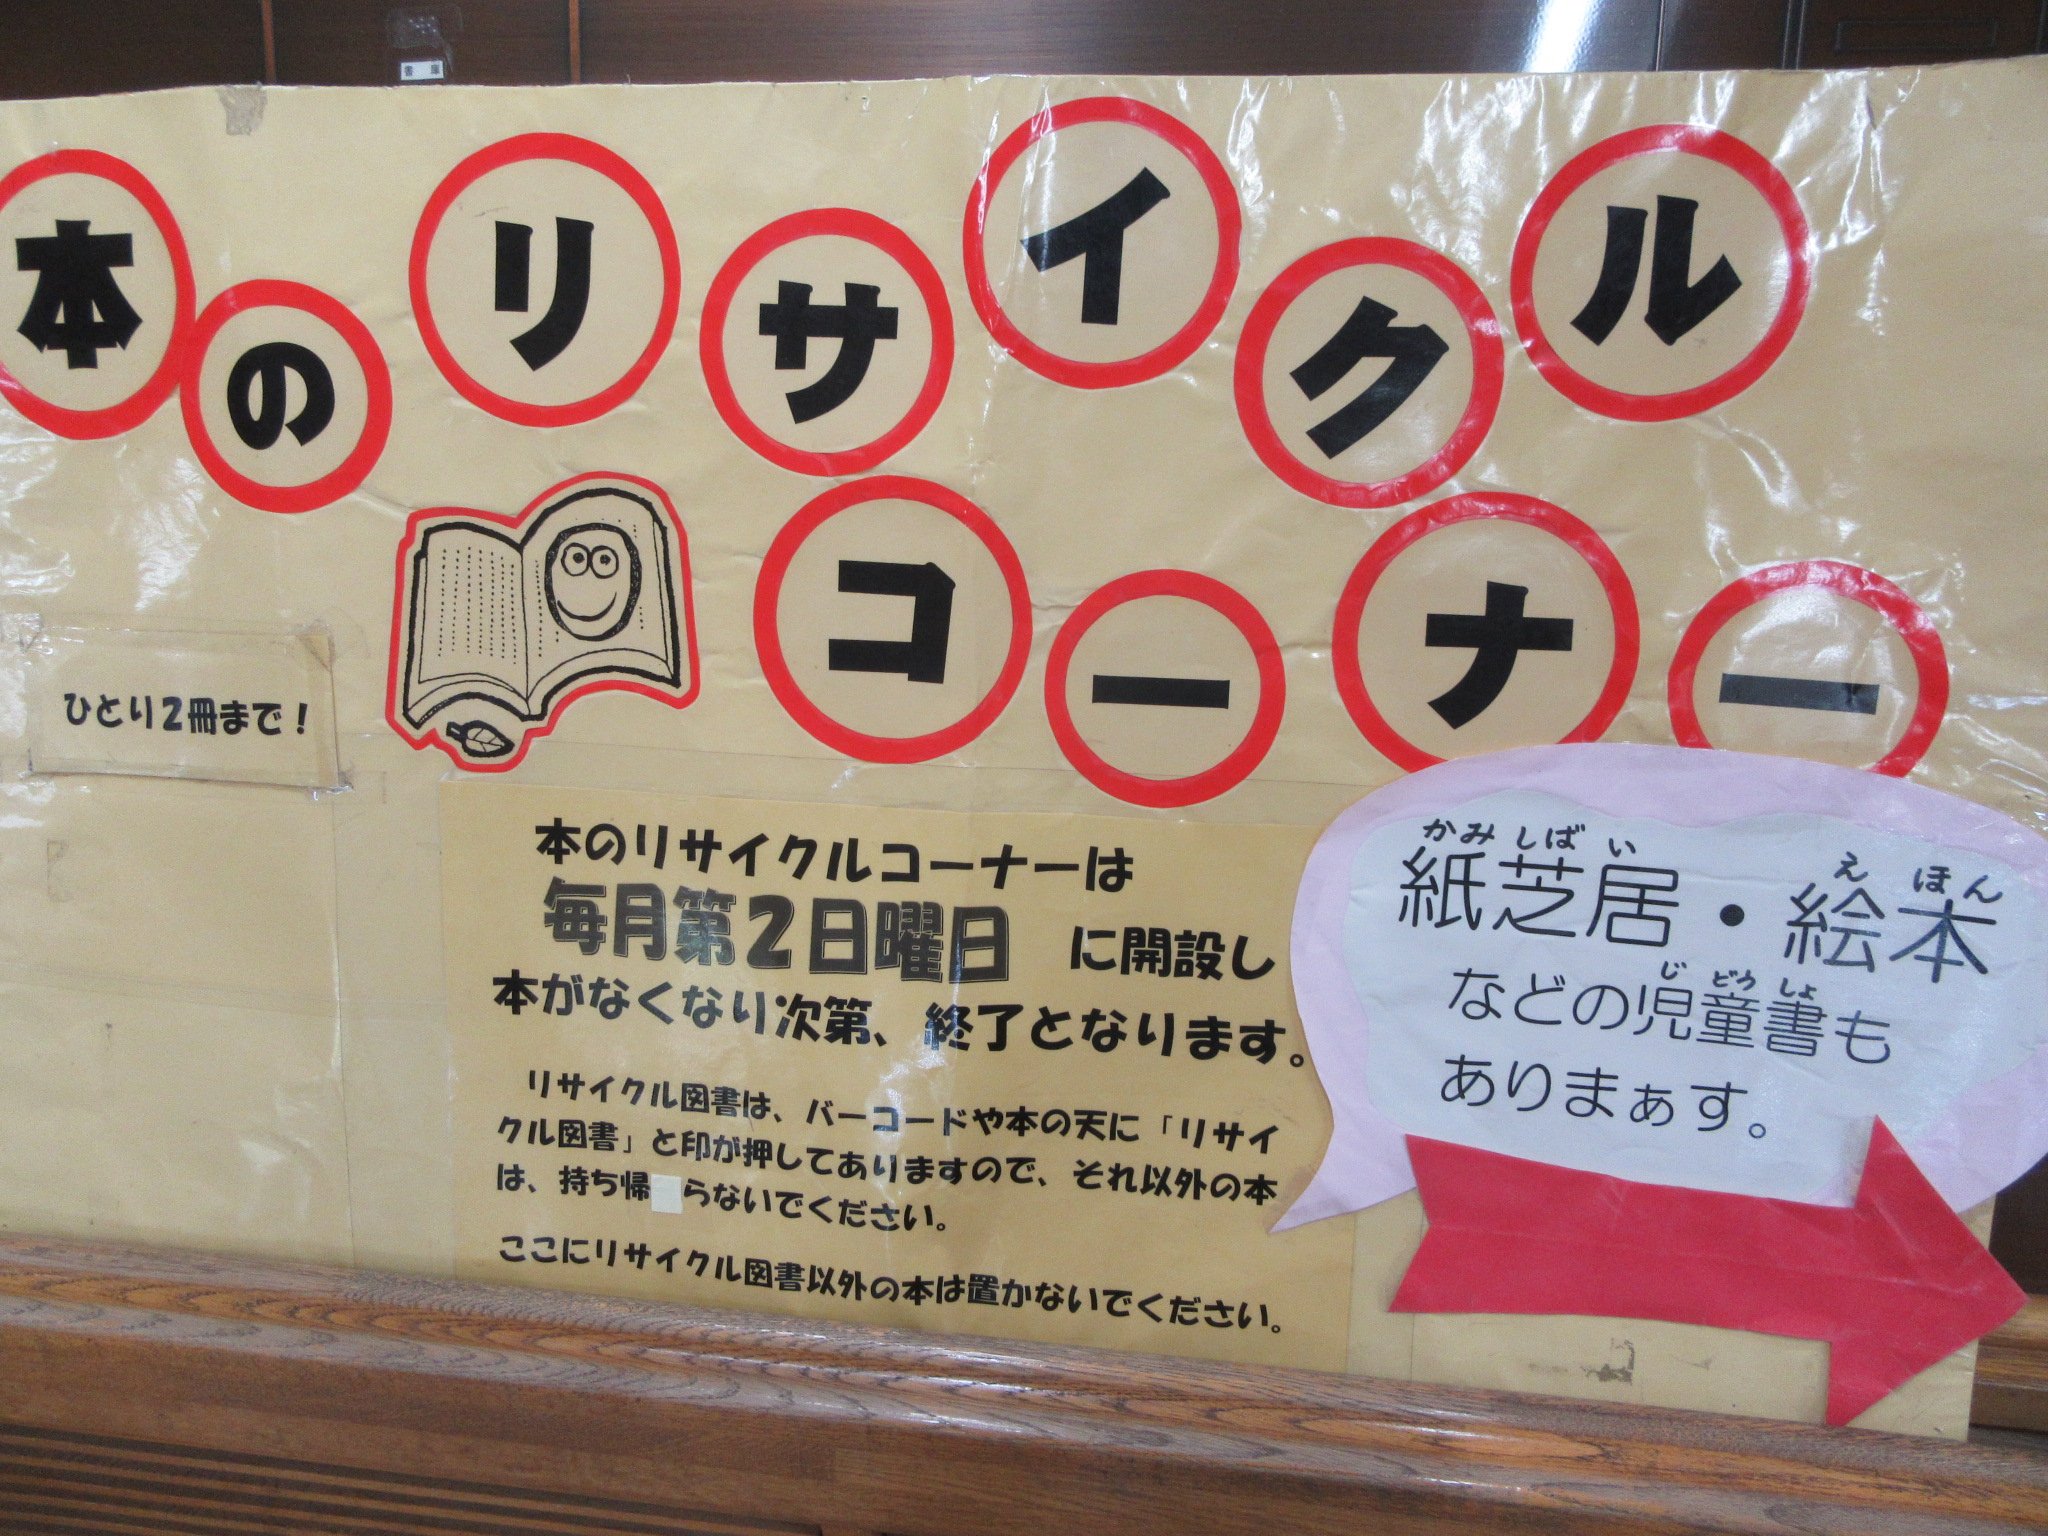 書庫
本のリサイクル
コーナー
ひとり2冊まで！
本のリサイクルコーナーは
毎月第2日曜日 に開設し
本がなくなり次第、終了となります。
リサイクル図書は、バーコードや本の天に「リサイ
クル図書」と印が押してありますので、それ以外の本
は、持ち帰 らないでください。
ここにリサイクル図書以外の本は置かないでください。
かみしばい えほん
紙芝居・絵本
じどうしょ
などの児童書も
ありまぁす。